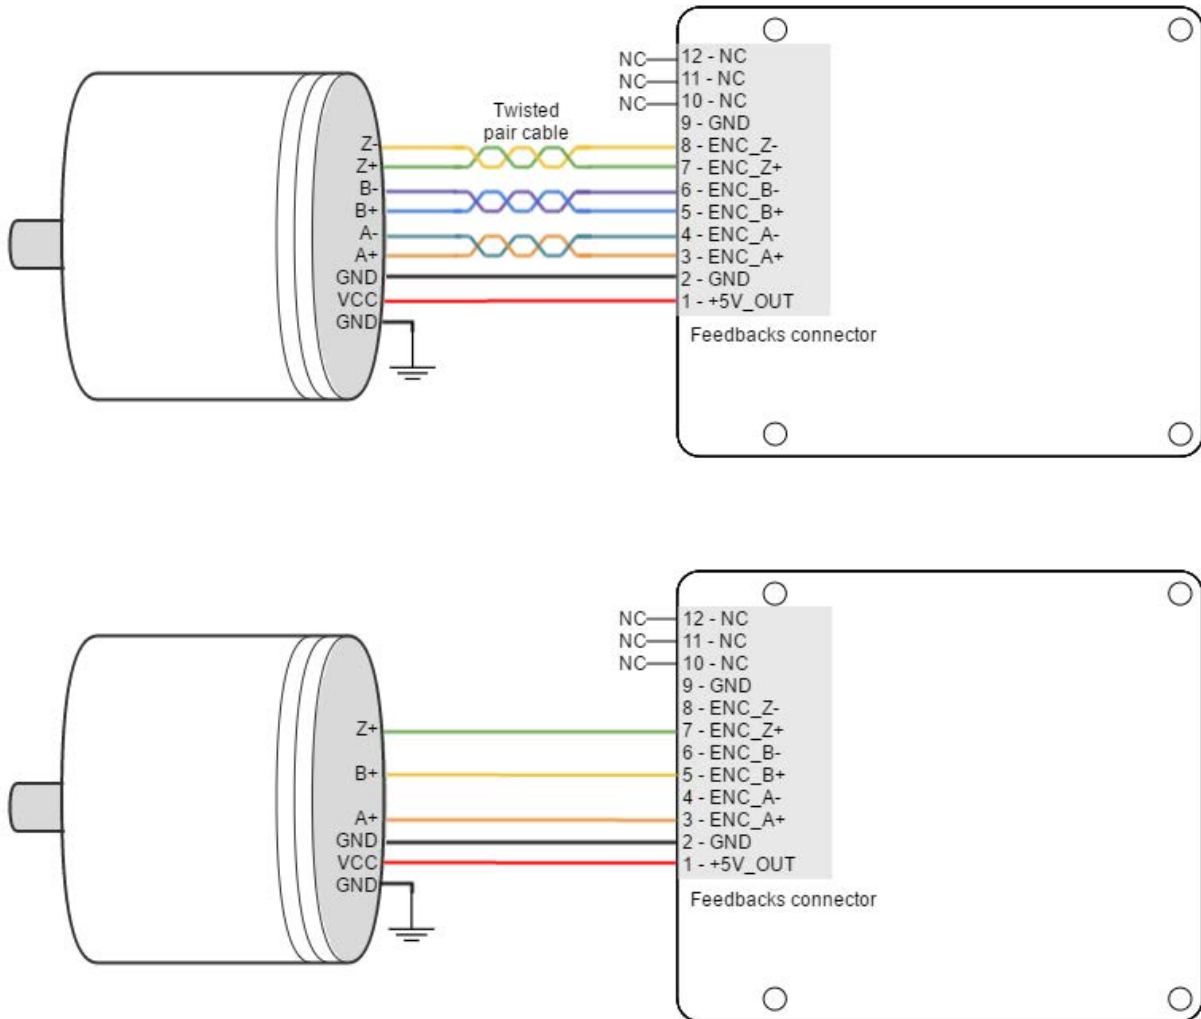 NC 12 - NC
NC 11 - NC
NC 10 - NC
9 - GND
Twisted
pair cable
Z- 8 - ENC_Z-
Z+ 7 - ENC_Z+
B- 6 - ENC_B-
B+ 5 - ENC_B+
A- 4 - ENC_A-
A+ 3 - ENC_A+
GND 2 - GND
VCC 1 - +5V_OUT
GND
Feedbacks connector
NC 12 - NC
NC 11 - NC
NC 10 - NC
9 - GND
8 - ENC_Z-
Z+ 7 - ENC_Z+
6 - ENC_B-
B+ 5 - ENC_B+
4 - ENC_A-
A+ 3 - ENC_A+
GND 2 - GND
VCC 1 - +5V_OUT
GND
Feedbacks connector